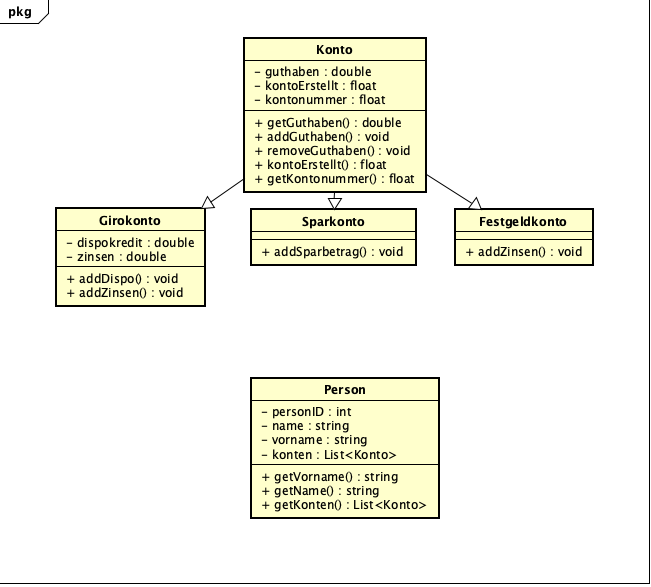 pkg
Konto
- guthaben : double
- kontoErstellt : float
- kontonummer : float
+ getGuthaben() : double
+ addGuthaben() : void
+ removeGuthaben() : void
+ kontoErstellt() : float
+ getKontonummer() : float
Girokonto
- dispokredit : double
- zinsen : double
+ addDispo() : void
+ addZinsen() : void
Sparkonto
+ addSparbetrag() : void
Festgeldkonto
+ addZinsen() : void
Person
- personID : int
- name : string
- vorname : string
- konten : List<Konto>
+ getVorname() : string
+ getName() : string
+ getKonten() : List<Konto>